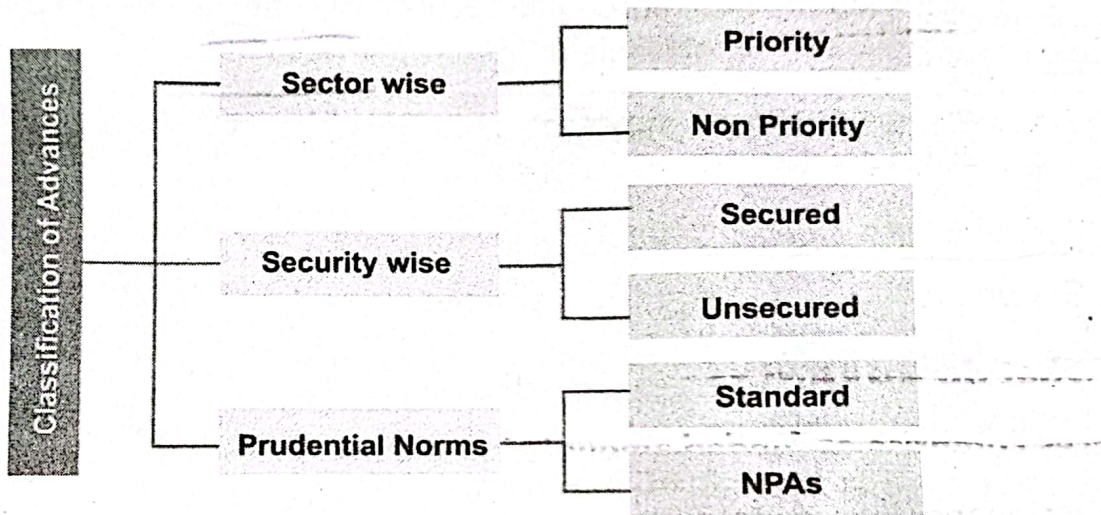 Classification of Advances
Sector wise
Priority
Non Priority
Security wise
Secured
Unsecured
Prudential Norms
Standard
NPAs